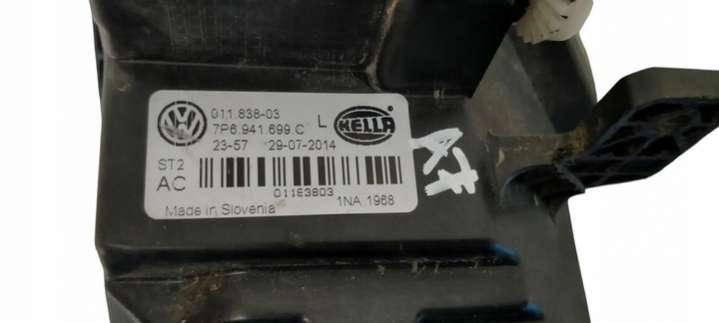 011.838-03
7P6.941.699.C L HELLA
23-57 29-07-2014
ST2
AC
01183803
Made in Slovenia 1NA 1968
A7